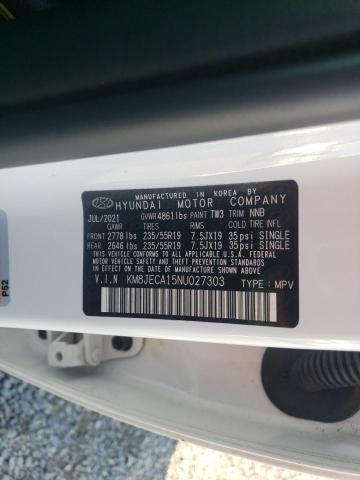 MANUFACTURED IN KOREA BY
HYUNDAI MOTOR COMPANY
JUL/2021 GVWR 4861lbs PAINT TW3 TRIM NNB
GAWR TIRES RIMS COLD TIRE INFL
FRONT 2778 lbs 235/55R19 7.5JX19 35psi SINGLE
REAR 2646 lbs 235/55R19 7.5JX19 35psi SINGLE
THIS VEHICLE CONFORMS TO ALL APPLICABLE
U.S. FEDERAL MOTOR VEHICLE SAFETY, BUMPER,
AND THEFT PREVENTION STANDARDS IN EFFECT
ON THE DATE OF MANUFACTURE SHOWN ABOVE.
V.I.N KM8JECA15NU027303 TYPE : MPV
P52